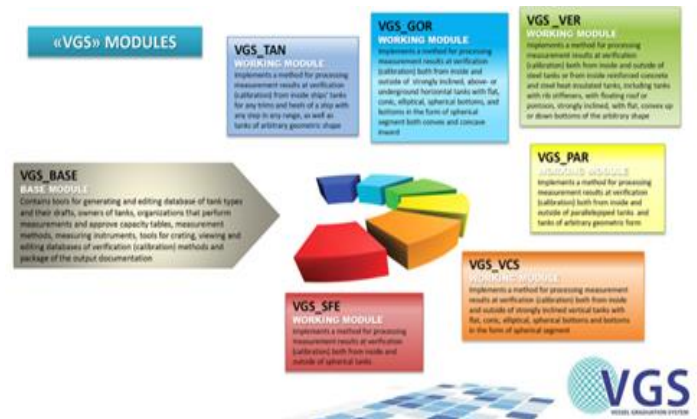 «VGS» MODULES
VGS_TAN
WORKING MODULE
Implements a method for processing
measurement results at verification
(calibration) from inside ships' tanks
for any trims and heels of a ship with
any step in any range, as well as
tanks of arbitrary geometric shape
VGS_GOR
WORKING MODULE
Implements a method for processing
measurement results at verification
(calibration) both from inside and
outside of strongly inclined, above- or
underground horizontal tanks with flat,
conic, elliptical, spherical bottoms, and
bottoms in the form of spherical
segment both convex and concave
inward
VGS _VER
WORKING MODULE
Implements a method for processing
measurement results at verification
(calibration) both from inside and outside of
steel tanks or from inside reinforced concrete
and steel heat insulated tanks, including tanks
with rib stiffeners, with floating roof or
pontoon, strongly inclined, with flat, convex up
or down bottoms of the arbitrary shape
VGS_BASE
BASE MODULE
Contains tools for generating and editing database of tank types
and their drafts, owners of tanks, organizations that perform
measurements and approve capacity tables, measurement
methods, measuring instruments, tools for crating, viewing and
editing databases of verification (calibration) methods and
package of the output documentation
VGS_PAR
WORKING MODULE
Implements a method for processing
measurement results at verification
(calibration) both from inside and
outside of parallelepiped tanks and
tanks of arbitrary geometric form
VGS_VCS
WORKING MODULE
Implements a method for processing measurement
results at verification (calibration) both from inside
and outside of strongly inclined vertical tanks with
flat, conic, elliptical, spherical bottoms and bottoms
in the form of spherical segment
VGS_SFE
WORKING MODULE
Implements a method for processing
measurement results at verification
(calibration) both from inside and
outside of spherical tanks
VGS
VESSEL GRADUATION SYSTEM